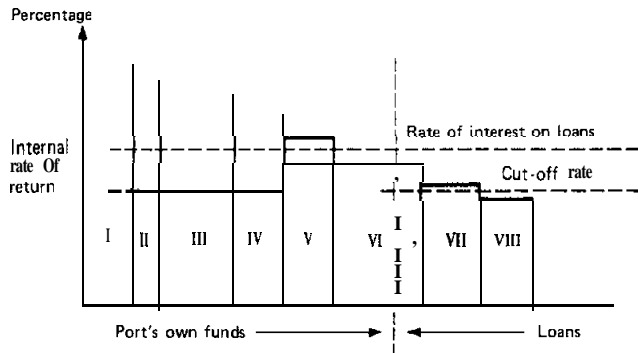 Percentage
Rate of interest on loans
Internal
rate Of
return
Cut-off rate
I II III IV V VI VII VIII
Port's own funds
Loans